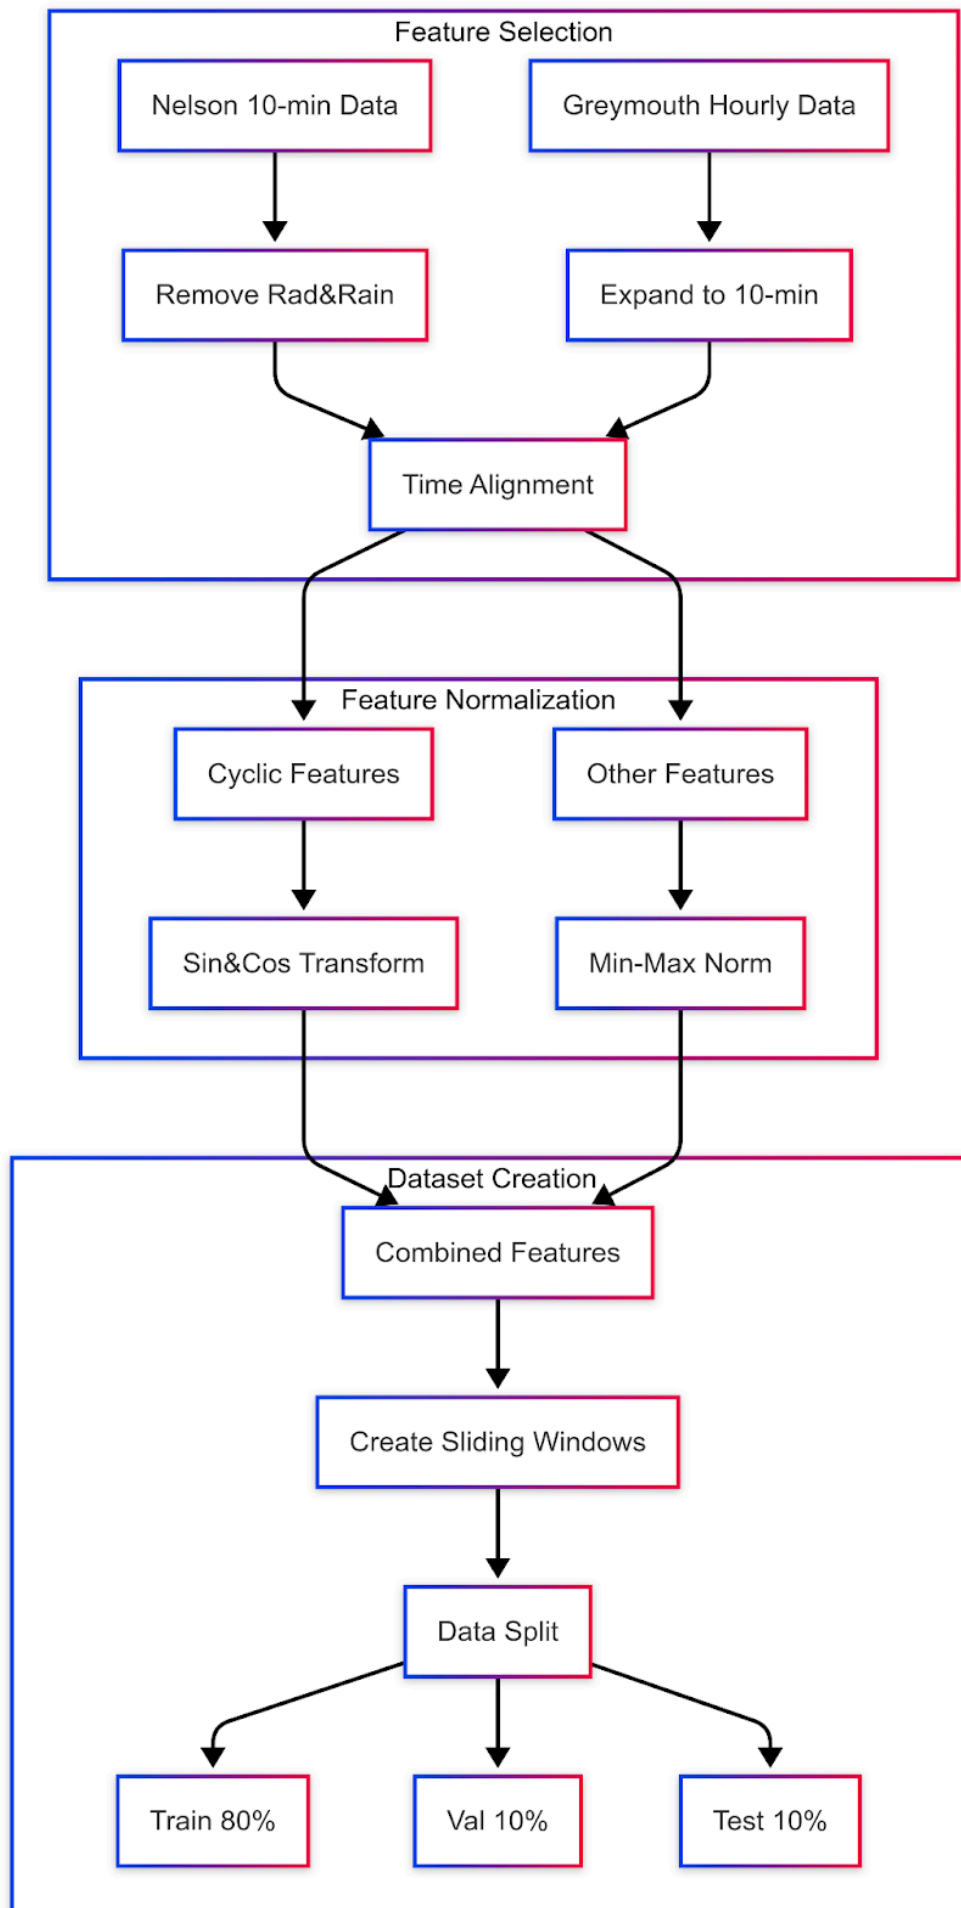 Feature Selection
Nelson 10-min Data
Greymouth Hourly Data
Remove Rad&Rain
Expand to 10-min
Time Alignment
Feature Normalization
Cyclic Features
Other Features
Sin&Cos Transform
Min-Max Norm
Dataset Creation
Combined Features
Create Sliding Windows
Data Split
Train 80%
Val 10%
Test 10%